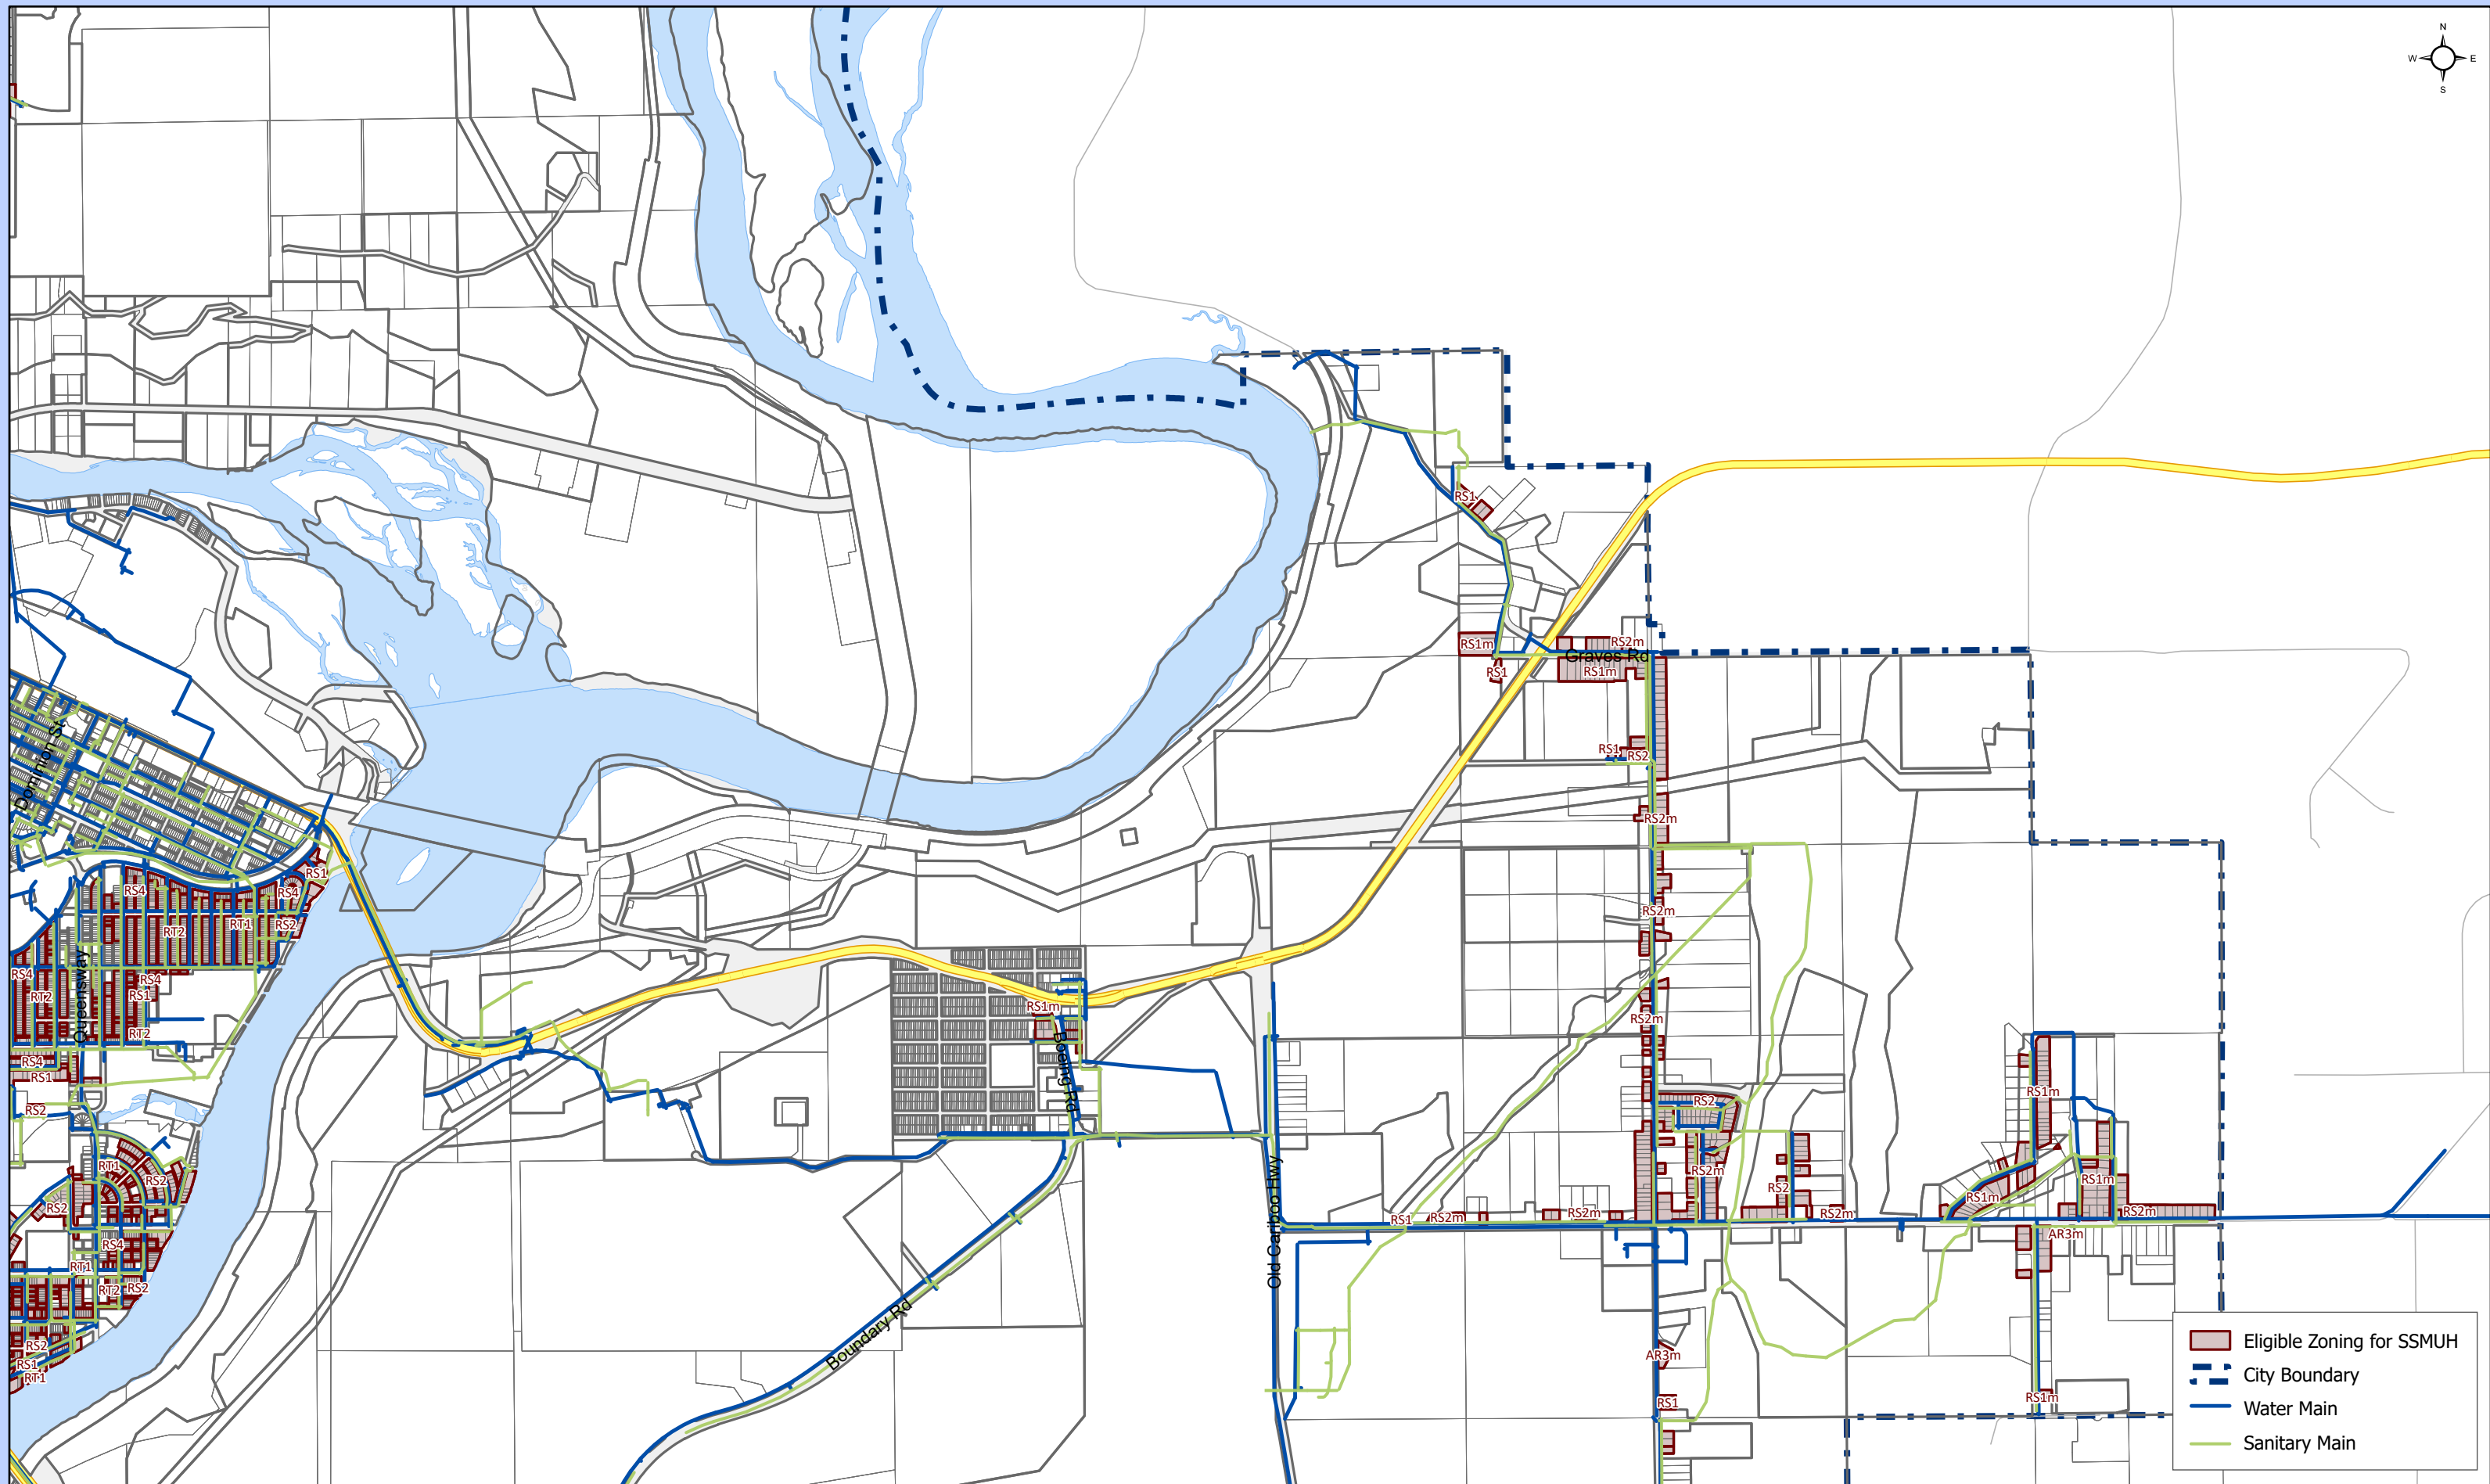 N
W E
S
RS1
RS1m
RS2m
Graves Rd
RS1
RS1m
RS1
RS2
Dominion St
RS2m
RS1
RS4
RS4
RT2
RT1
RS2
RS2m
RS4
RS4
RT2
RS1
Queensway
RS1m
RS2m
RT2
Boeing Rd
RS4
RS1
RS1m
RS2
RS2
RT1
RS2
RS2m
RS1m
RS2
RS2
RS1m
Old Cariboo Hwy
RS1
RS2m
RS2m
RS2m
RS2m
AR3m
RS4
RT1
RT2
RS2
Boundary Rd
RS2
RS1
RT1
AR3m
RS1
RS1m
Eligible Zoning for SSMUH
City Boundary
Water Main
Sanitary Main